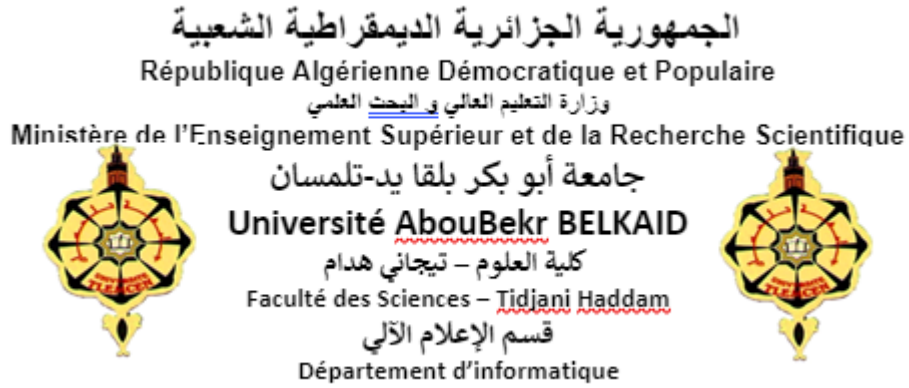 الجمهورية الجزائرية الديمقراطية الشعبية
République Algérienne Démocratique et Populaire
وزارة التعليم العالي و البحث العلمي
Ministère de l'Enseignement Supérieur et de la Recherche Scientifique
جامعة أبو بكر بلقا يد-تلمسان
Université AbouBekr BELKAID
كلية العلوم – تيجاني هدام
Faculté des Sciences – Tidjani Haddam
قسم الإعلام الآلي
Département d'informatique